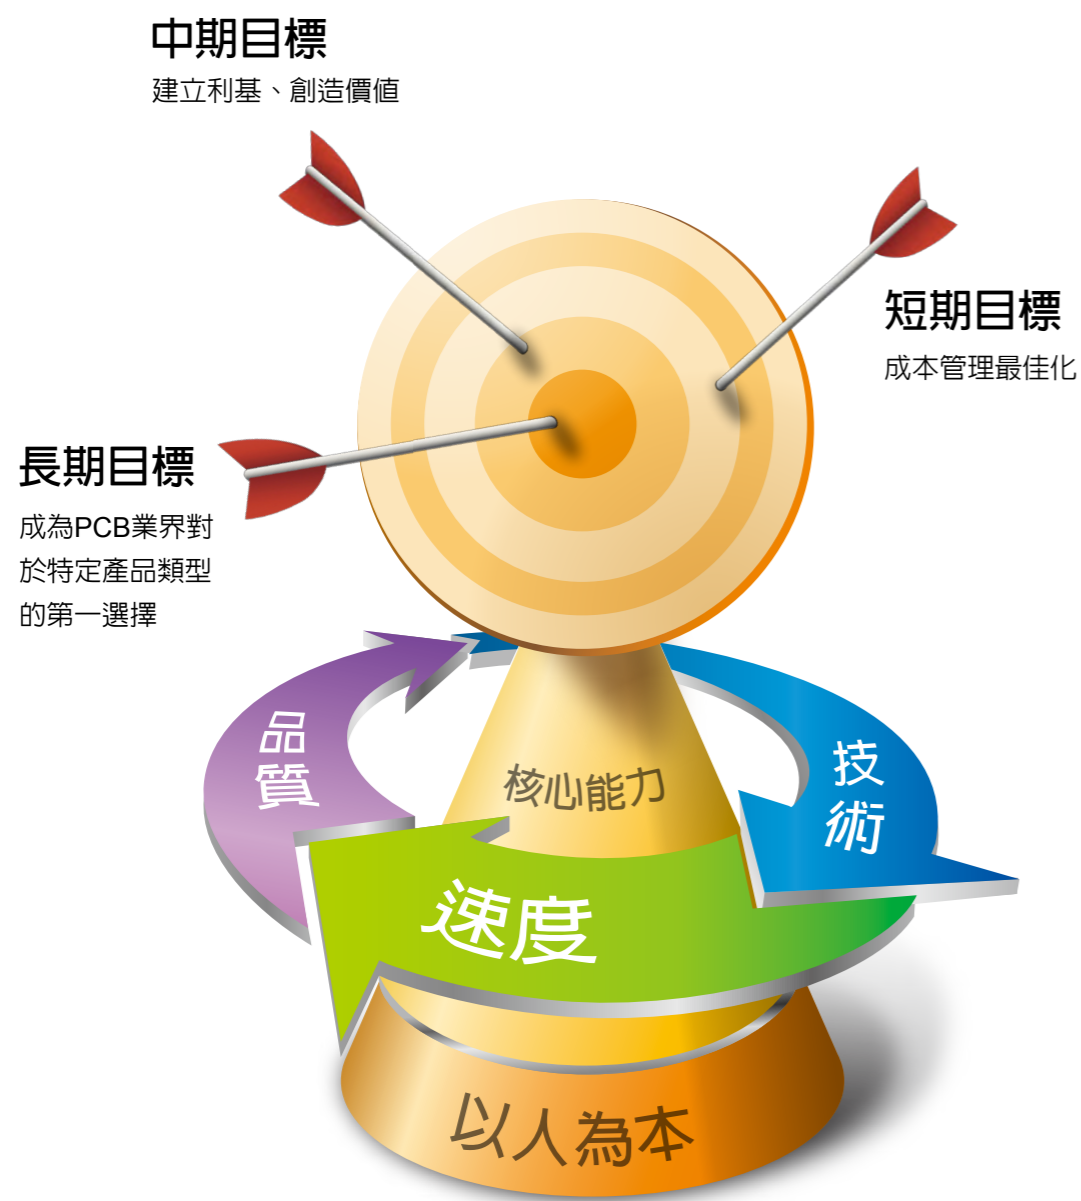 中期目標
建立利基、創造價值
短期目標
成本管理最佳化
長期目標
成為PCB業界對
於特定產品類型
的第一選擇
品質
技術
核心能力
速度
以人為本